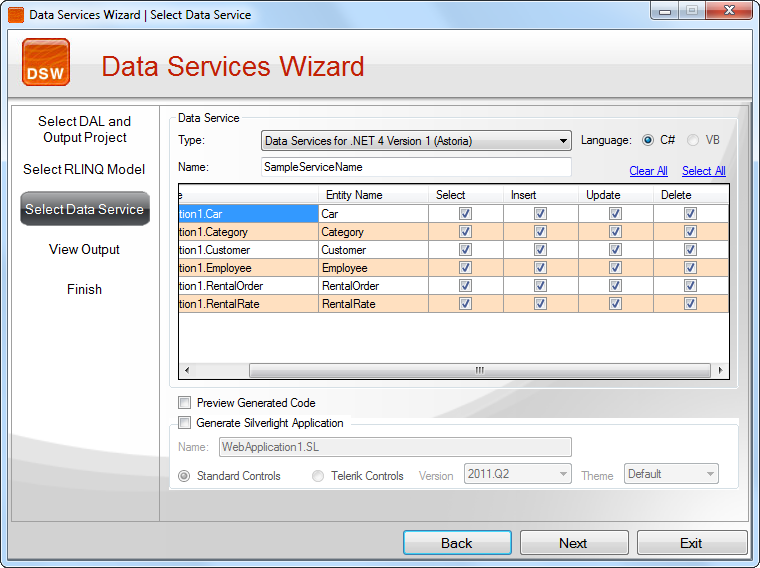 Data Services Wizard | Select Data Service
DSW
Data Services Wizard
Select DAL and
Output Project
Select RLINQ Model
Select Data Service
View Output
Finish
Data Service
Type: Data Services for .NET 4 Version 1 (Astoria) Language: C# VB
Name: SampleServiceName
Clear All Select All
e Entity Name Select Insert Update Delete
tion1.Car Car
tion1.Category Category
tion1.Customer Customer
tion1.Employee Employee
tion1.RentalOrder RentalOrder
tion1.RentalRate RentalRate
Preview Generated Code
Generate Silverlight Application
Name: WebApplication1.SL
Standard Controls Telerik Controls Version 2011.Q2 Theme Default
Back Next Exit